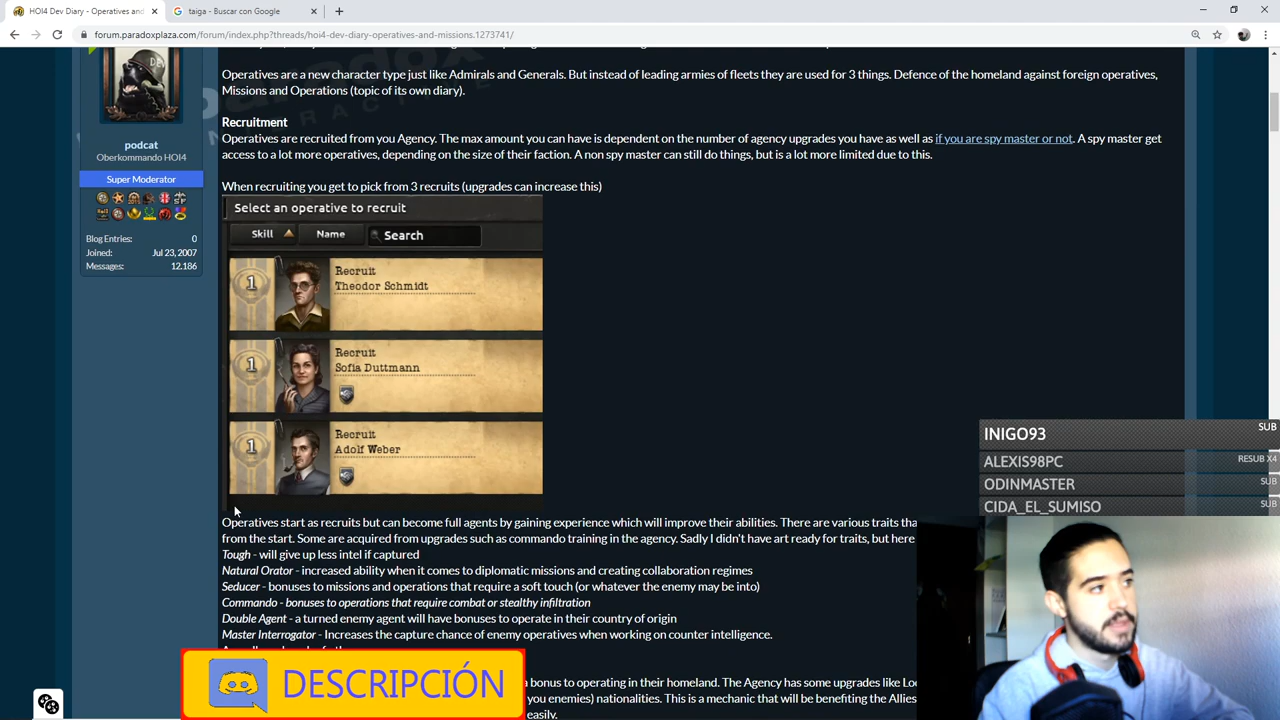 HOI4 Dev Diary - Operatives and
taiga - Buscar con Google
forum.paradoxplaza.com/forum/index.php?threads/hoi4-dev-diary-operatives-and-missions.1273741/
Operatives are a new character type just like Admirals and Generals. But instead of leading armies of fleets they are used for 3 things. Defence of the homeland against foreign operatives,
Missions and Operations (topic of its own diary).
podcat
Oberkommando HOI4
Super Moderator
Blog Entries: 0
Joined: Jul 23, 2007
Messages: 12.186
Recruitment
Operatives are recruited from you Agency. The max amount you can have is dependent on the number of agency upgrades you have as well as if you are spy master or not. A spy master get
access to a lot more operatives, depending on the size of their faction. A non spy master can still do things, but is a lot more limited due to this.
When recruiting you get to pick from 3 recruits (upgrades can increase this)
Select an operative to recruit
Skill Name Search
1 Recruit
Theodor Schmidt
1 Recruit
Sofia Duttmann
1 Recruit
Adolf Weber
Operatives start as recruits but can become full agents by gaining experience which will improve their abilities. There are various traits tha
from the start. Some are acquired from upgrades such as commando training in the agency. Sadly I didn't have art ready for traits, but here
Tough - will give up less intel if captured
Natural Orator - increased ability when it comes to diplomatic missions and creating collaboration regimes
Seducer - bonuses to missions and operations that require a soft touch (or whatever the enemy may be into)
Commando - bonuses to operations that require combat or stealthy infiltration
Double Agent - a turned enemy agent will have bonuses to operate in their country of origin
Master Interrogator - Increases the capture chance of enemy operatives when working on counter intelligence.
a bonus to operating in their homeland. The Agency has some upgrades like Loc
you enemies) nationalities. This is a mechanic that will be benefiting the Allies
easily.
DESCRIPCIÓN
INIGO93 SUB
ALEXIS98PC RESUB X4
ODINMASTER SUB
CIDA_EL_SUMISO SUB